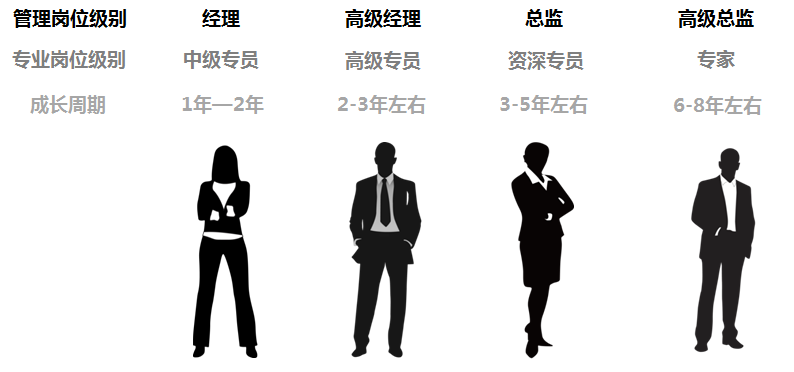 管理岗位级别 经理 高级经理 总监 高级总监
专业岗位级别 中级专员 高级专员 资深专员 专家
成长周期 1年—2年 2-3年左右 3-5年左右 6-8年左右